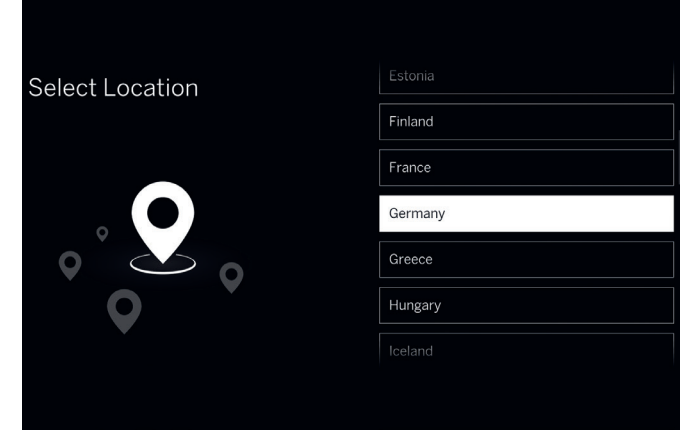 Select Location
Estonia
Finland
France
Germany
Greece
Hungary
Iceland